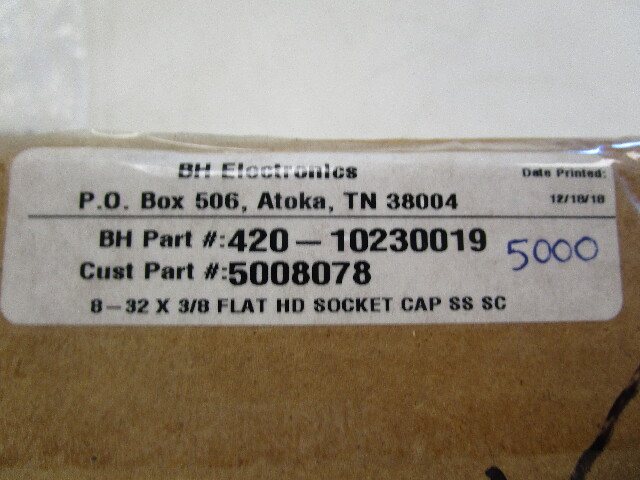 BH Electronics
Date Printed:
P.O. Box 506, Atoka, TN 38004
12/18/18
BH Part #:420-10230019
5000
Cust Part #:5008078
8-32 X 3/8 FLAT HD SOCKET CAP SS SC